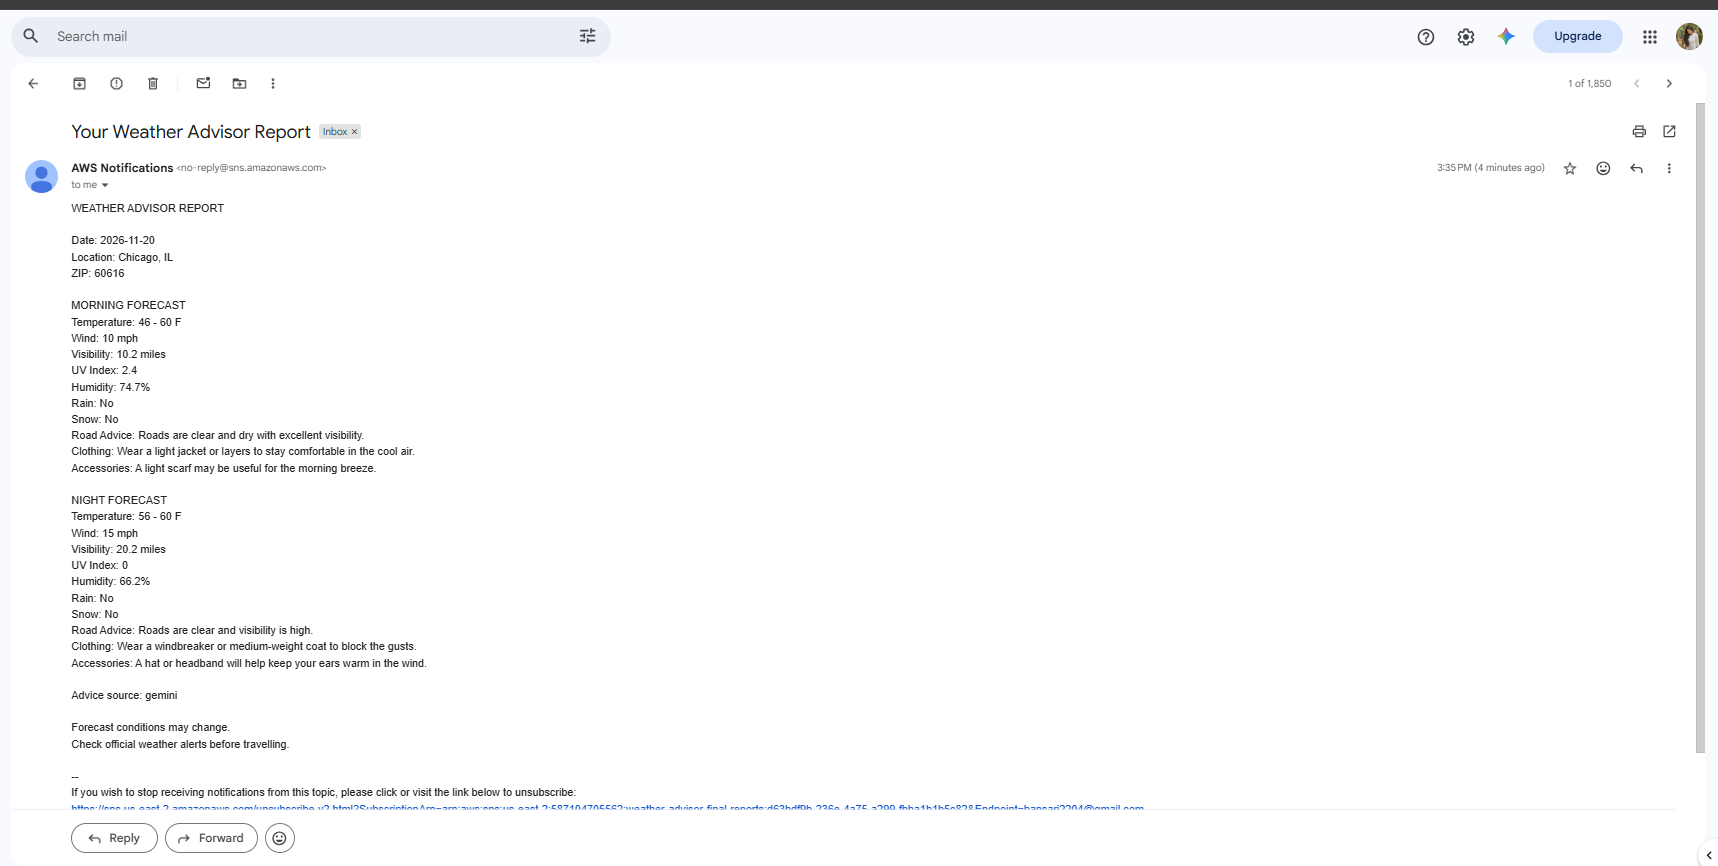 Search mail
Upgrade
1 of 1,850
Your Weather Advisor Report
Inbox ×
AWS Notifications <no-reply@sns.amazonaws.com>
3:35 PM (4 minutes ago)
to me
WEATHER ADVISOR REPORT
Date: 2026-11-20
Location: Chicago, IL
ZIP: 60616
MORNING FORECAST
Temperature: 46 - 60 F
Wind: 10 mph
Visibility: 10.2 miles
UV Index: 2.4
Humidity: 74.7%
Rain: No
Snow: No
Road Advice: Roads are clear and dry with excellent visibility.
Clothing: Wear a light jacket or layers to stay comfortable in the cool air.
Accessories: A light scarf may be useful for the morning breeze.
NIGHT FORECAST
Temperature: 56 - 60 F
Wind: 15 mph
Visibility: 20.2 miles
UV Index: 0
Humidity: 66.2%
Rain: No
Snow: No
Road Advice: Roads are clear and visibility is high.
Clothing: Wear a windbreaker or medium-weight coat to block the gusts.
Accessories: A hat or headband will help keep your ears warm in the wind.
Advice source: gemini
Forecast conditions may change.
Check official weather alerts before travelling.
--
If you wish to stop receiving notifications from this topic, please click or visit the link below to unsubscribe:
Reply
Forward